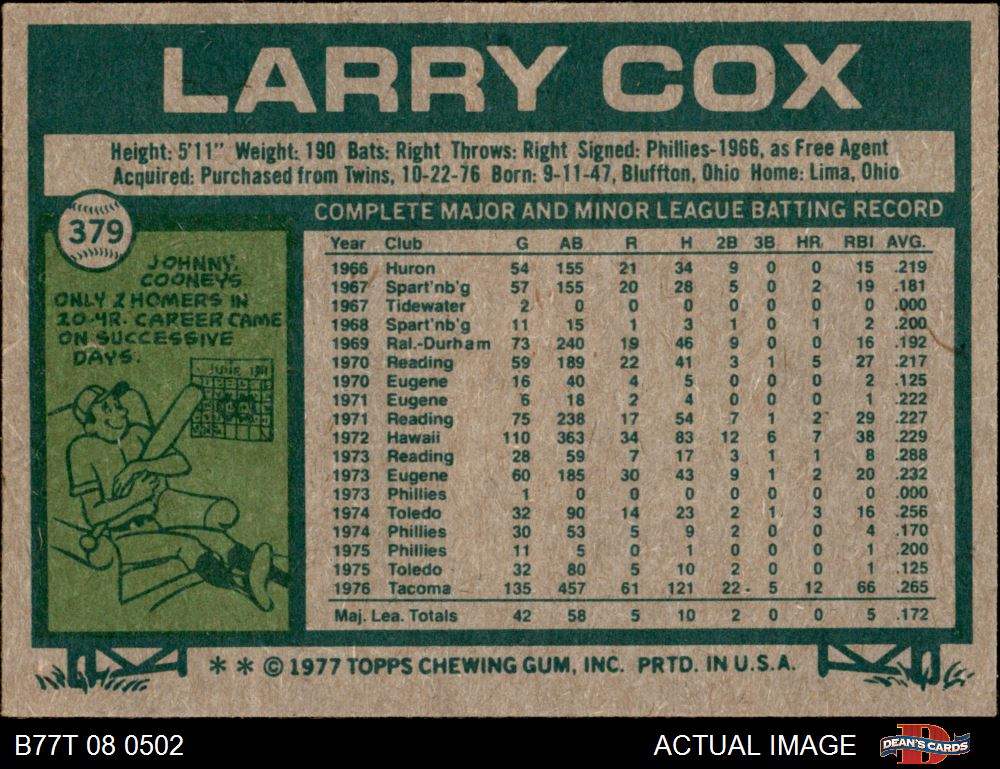 LARRY COX
Height: 5'11" Weight: 190 Bats: Right Throws: Right Signed: Phillies-1966, as Free Agent
Acquired: Purchased from Twins, 10-22-76 Born: 9-11-47, Bluffton, Ohio Home: Lima, Ohio
379
JOHNNY
COONEYS
ONLY 2 HOMERS IN
20-YR. CAREER CAME
ON SUCCESSIVE
DAYS.
JUNE
COMPLETE MAJOR AND MINOR LEAGUE BATTING RECORD
Year Club G AB R H 2B 3B HR RBI AVG.
1966 Huron 54 155 21 34 9 0 0 15 .219
1967 Spart'nb'g 57 155 20 28 5 0 2 19 .181
1967 Tidewater 2 0 0 0 0 0 0 0 .000
1968 Spart'nb'g 11 15 1 3 1 0 1 2 .200
1969 Ral.-Durham 73 240 19 46 9 0 0 16 .192
1970 Reading 59 189 22 41 3 1 5 27 .217
1970 Eugene 16 40 4 5 0 0 0 2 .125
1971 Eugene 6 18 2 4 0 0 0 1 .222
1971 Reading 75 238 17 54 7 1 2 29 .227
1972 Hawaii 110 363 34 83 12 6 7 38 .229
1973 Reading 28 59 7 17 3 1 1 8 .288
1973 Eugene 60 185 30 43 9 1 2 20 .232
1973 Phillies 1 0 0 0 0 0 0 0 .000
1974 Toledo 32 90 14 23 2 1 3 16 .256
1974 Phillies 30 53 5 9 2 0 0 4 .170
1975 Phillies 11 5 0 1 0 0 0 1 .200
1975 Toledo 32 80 5 10 2 0 0 1 .125
1976 Tacoma 135 457 61 121 22 5 12 66 .265
Maj. Lea. Totals 42 58 5 10 2 0 0 5 .172
* * © 1977 TOPPS CHEWING GUM, INC. PRTD. IN U.S.A.
B77T 08 0502 ACTUAL IMAGE DEAN'S CARDS